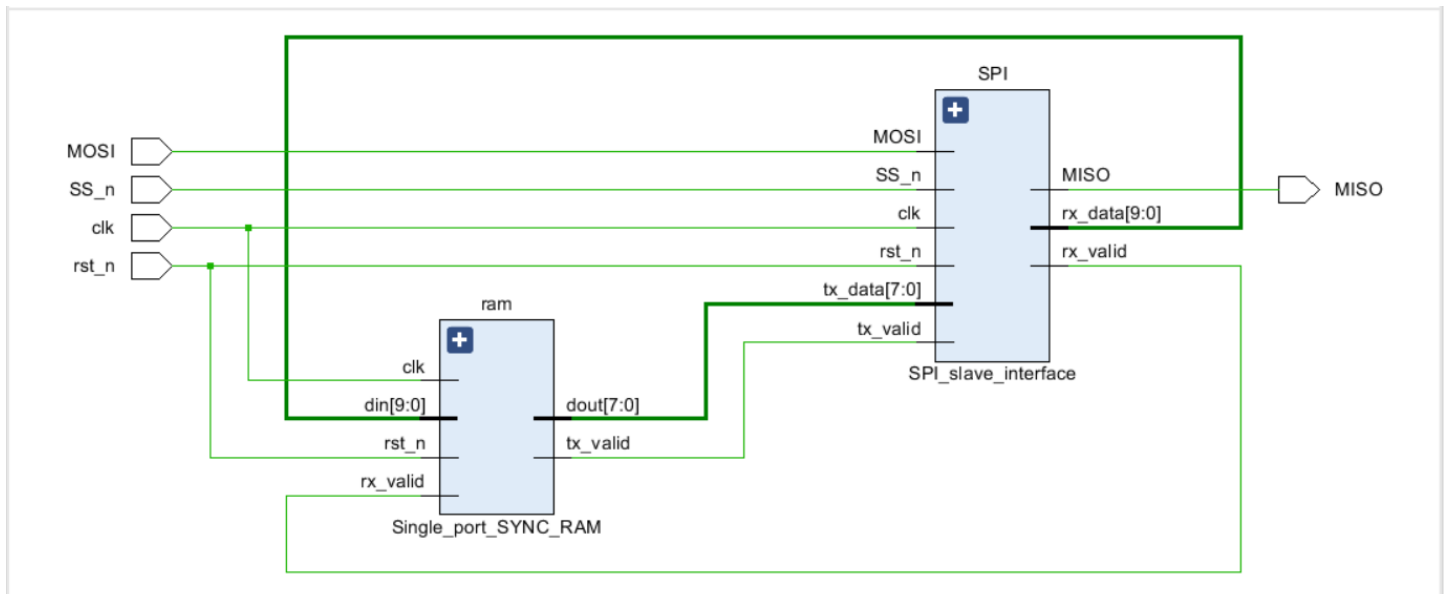 SPI
MOSI
MOSI
SS_n
SS_n
MISO
MISO
clk
clk
rx_data[9:0]
rst_n
rst_n
rx_valid
tx_data[7:0]
ram
tx_valid
clk
SPI_slave_interface
din[9:0]
dout[7:0]
rst_n
tx_valid
rx_valid
Single_port_SYNC_RAM